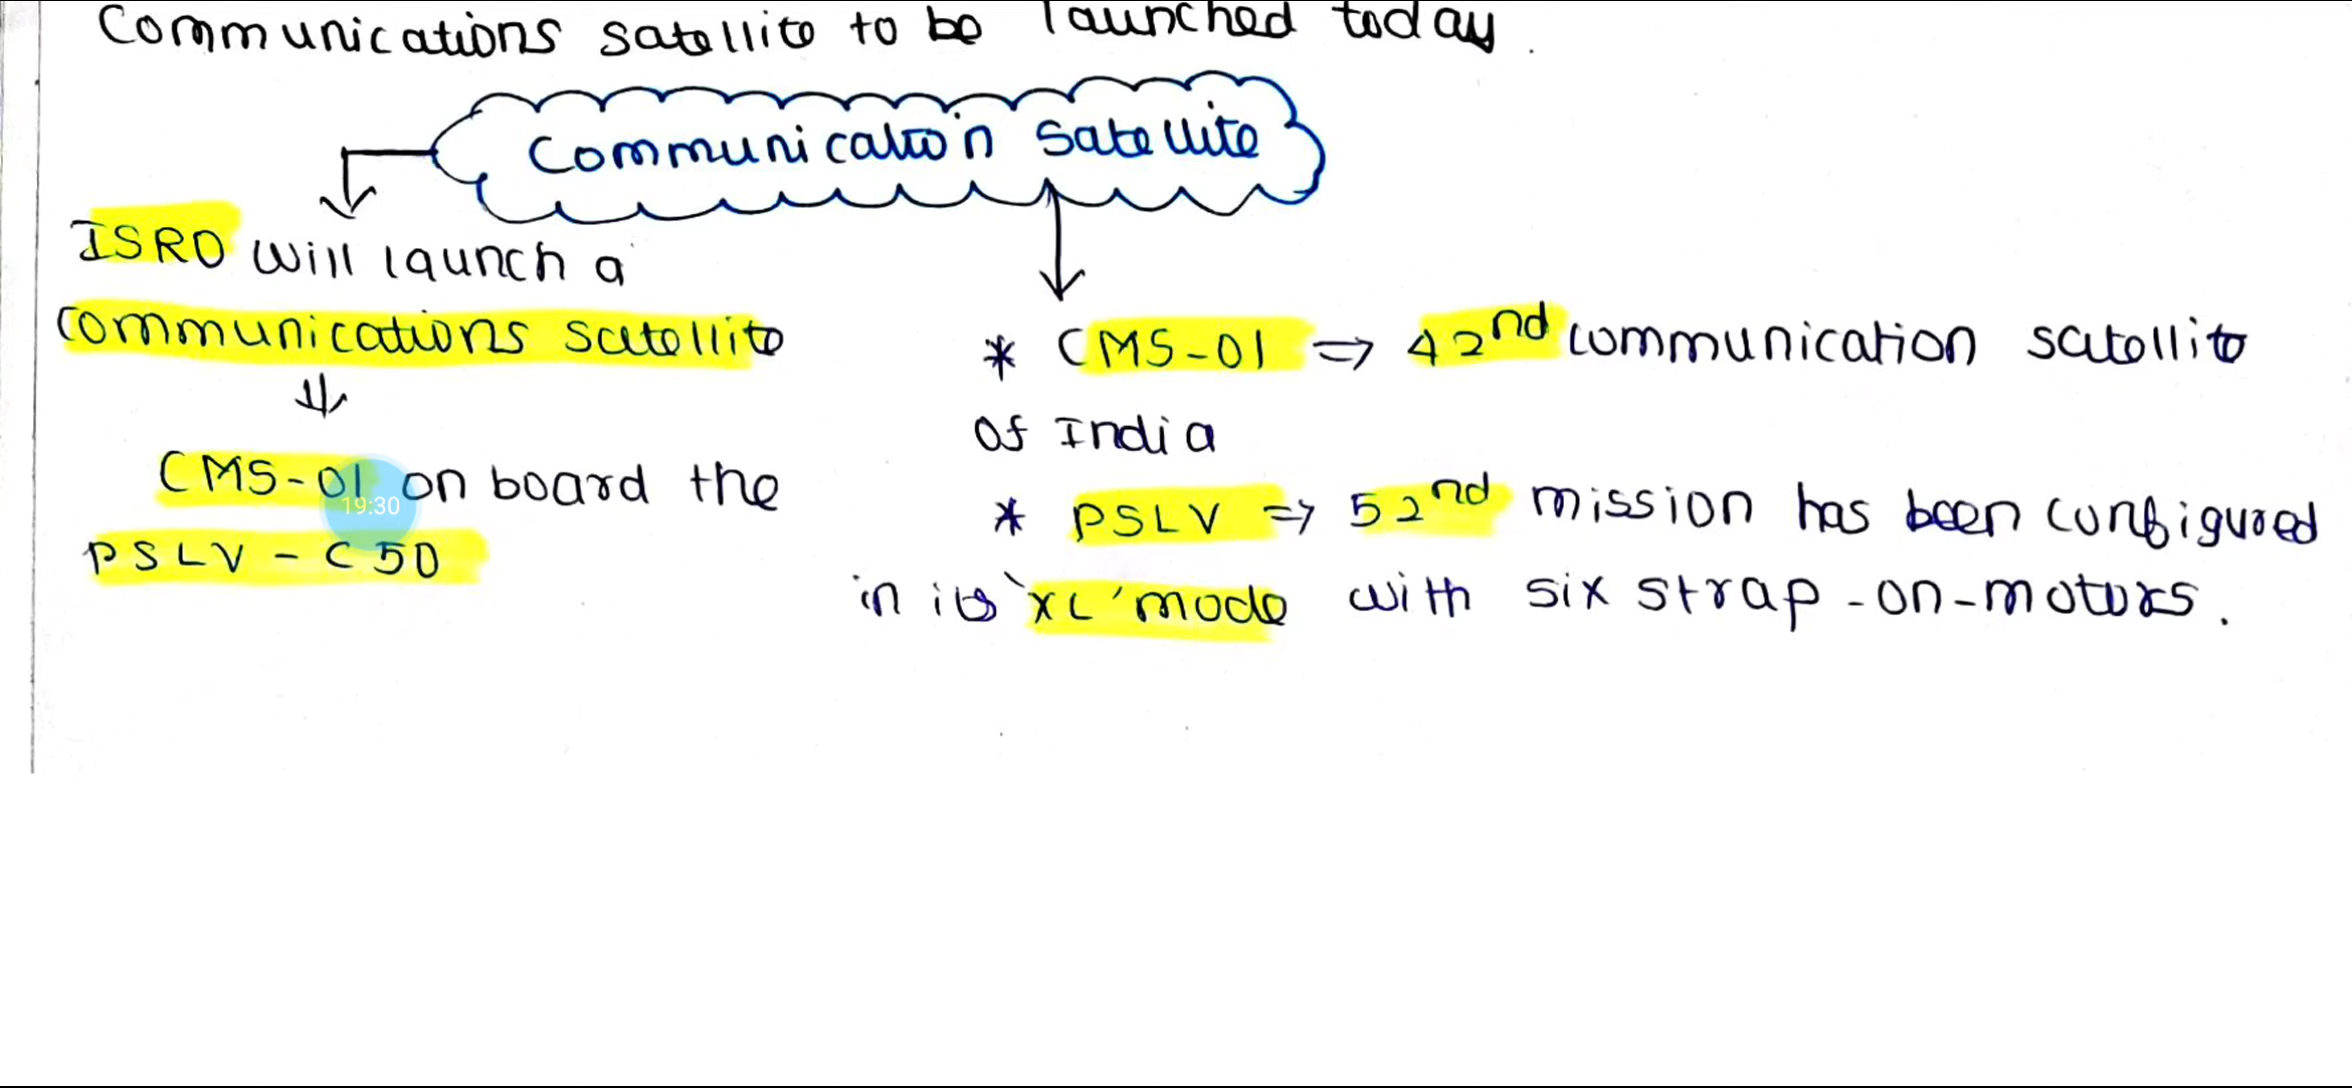 Communications satellite to be launched today.
Communication Satellite
ISRO will launch a
communications satellite
⇓
CMS-01 on board the
19:30
PSLV - C50
* CMS-01 ⇒ 42nd communication satellite
of India
* PSLV ⇒ 52nd mission has been configured
in its 'XL' mode with six strap-on-motors.